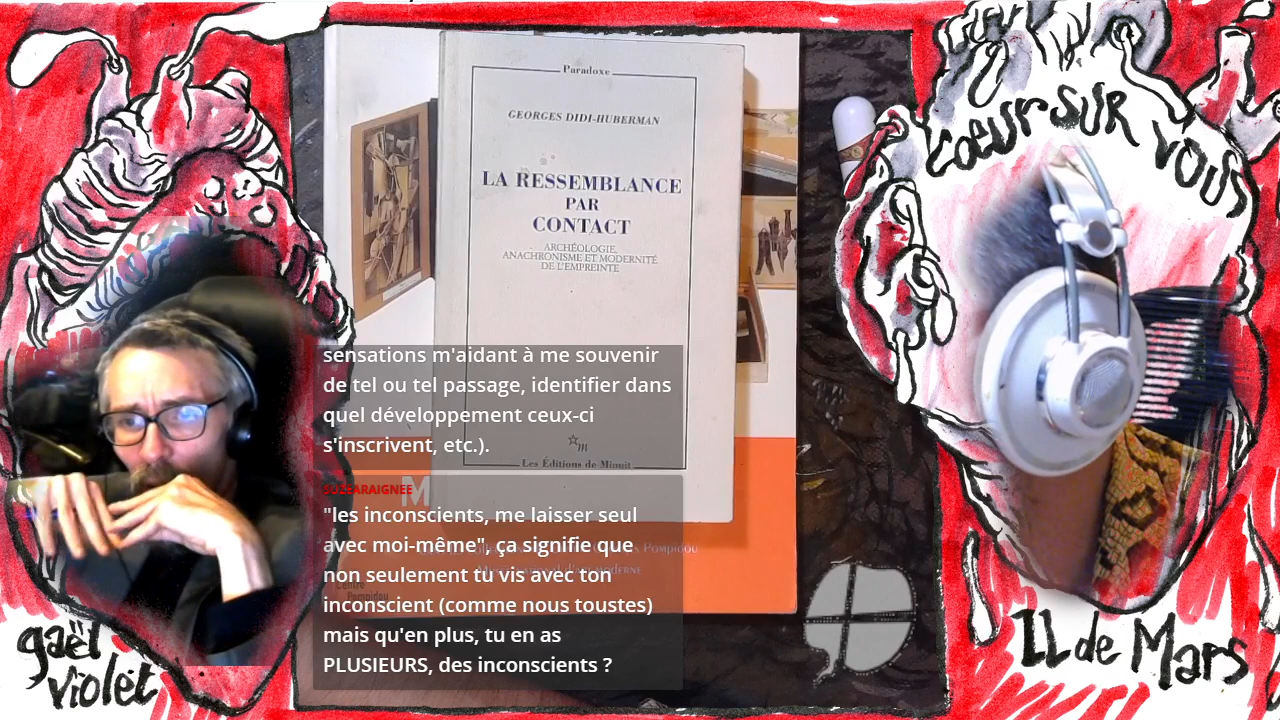 Paradoxe
GEORGES DIDI-HUBERMAN
LA RESSEMBLANCE
PAR
CONTACT
ARCHÉOLOGIE,
ANACHRONISME ET MODERNITÉ
DE L'EMPREINTE
Les Éditions de Minuit
cœur SUR VOUS
sensations m'aidant à me souvenir
de tel ou tel passage, identifier dans
quel développement ceux-ci
s'inscrivent, etc.).
SUZEARAIGNEE
"les inconscients, me laisser seul
avec moi-même", ça signifie que
non seulement tu vis avec ton
inconscient (comme nous toustes)
mais qu'en plus, tu en as
PLUSIEURS, des inconscients ?
Pompidou
gaël
violet
LL de Mars